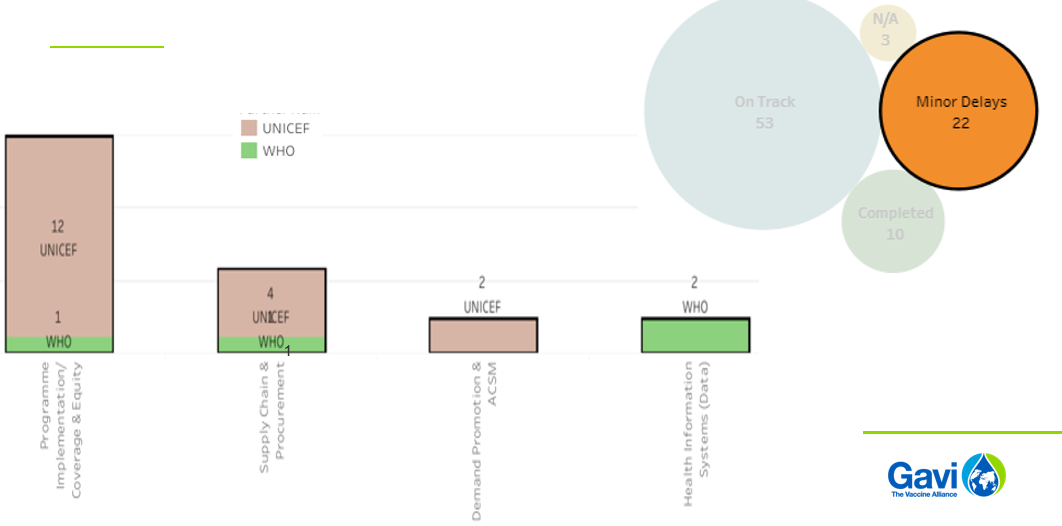 N/A
3
On Track
53
Minor Delays
22
Completed
10
UNICEF
WHO
12
UNICEF
1
WHO
4
UNICEF
1
WHO
1
2
UNICEF
2
WHO
Programme
Implementation/
Coverage & Equity
Supply Chain &
Procurement
Demand Promotion &
ACSM
Health Information
Systems (Data)
Gavi
The Vaccine Alliance